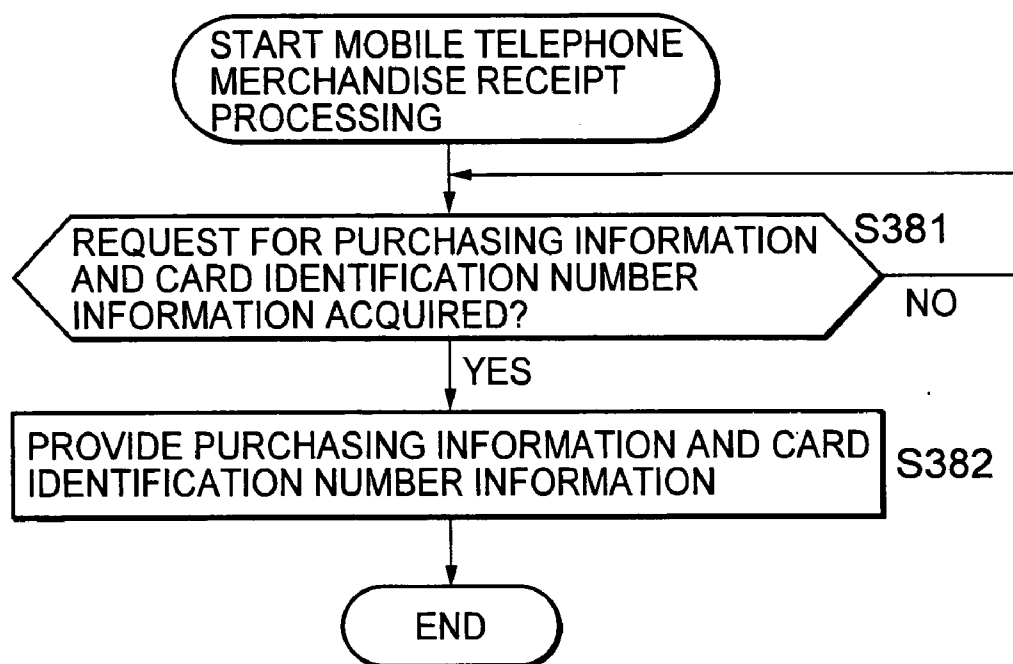 START MOBILE TELEPHONE
MERCHANDISE RECEIPT
PROCESSING
REQUEST FOR PURCHASING INFORMATION
AND CARD IDENTIFICATION NUMBER
INFORMATION ACQUIRED?
S381
NO
YES
PROVIDE PURCHASING INFORMATION AND CARD
IDENTIFICATION NUMBER INFORMATION
S382
END